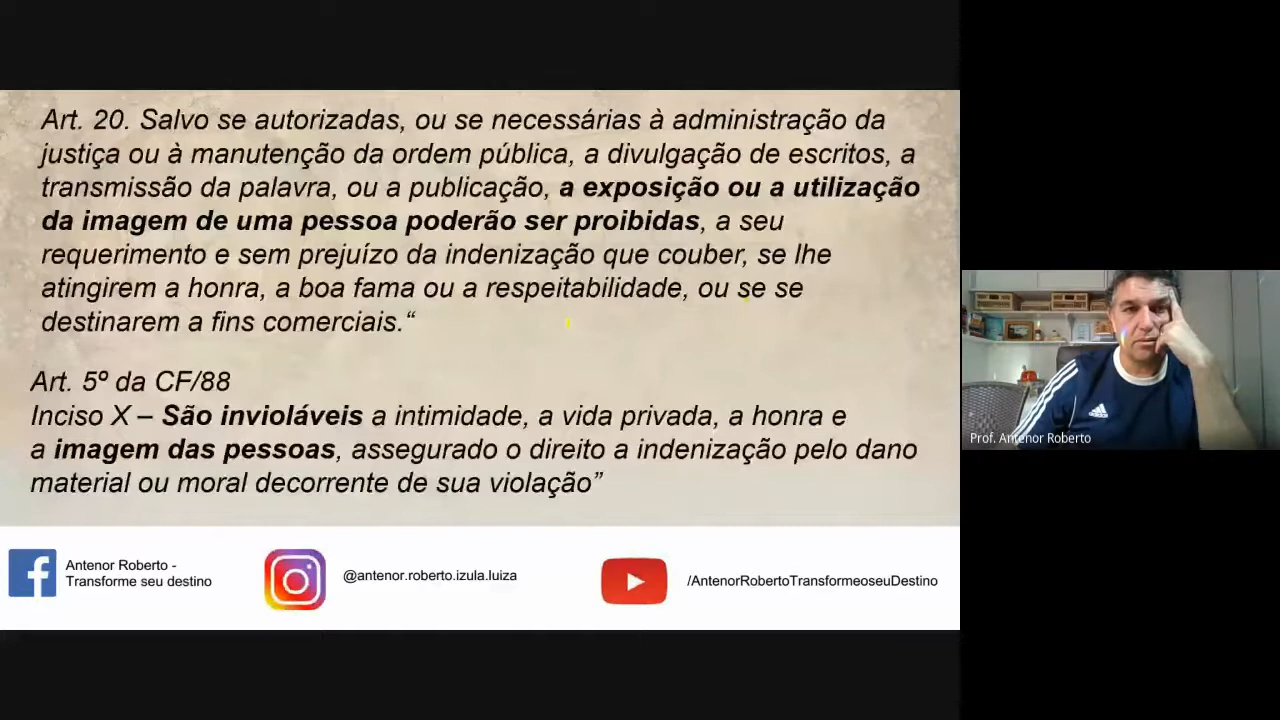 Art. 20. Salvo se autorizadas, ou se necessárias à administração da
justiça ou à manutenção da ordem pública, a divulgação de escritos, a
transmissão da palavra, ou a publicação, a exposição ou a utilização
da imagem de uma pessoa poderão ser proibidas, a seu
requerimento e sem prejuízo da indenização que couber, se lhe
atingirem a honra, a boa fama ou a respeitabilidade, ou se se
destinarem a fins comerciais.“
Art. 5º da CF/88
Inciso X – São invioláveis a intimidade, a vida privada, a honra e
a imagem das pessoas, assegurado o direito a indenização pelo dano
material ou moral decorrente de sua violação”
Antenor Roberto -
Transforme seu destino
@antenor.roberto.izula.luiza
/AntenorRobertoTransformeoseuDestino
Prof. Antenor Roberto